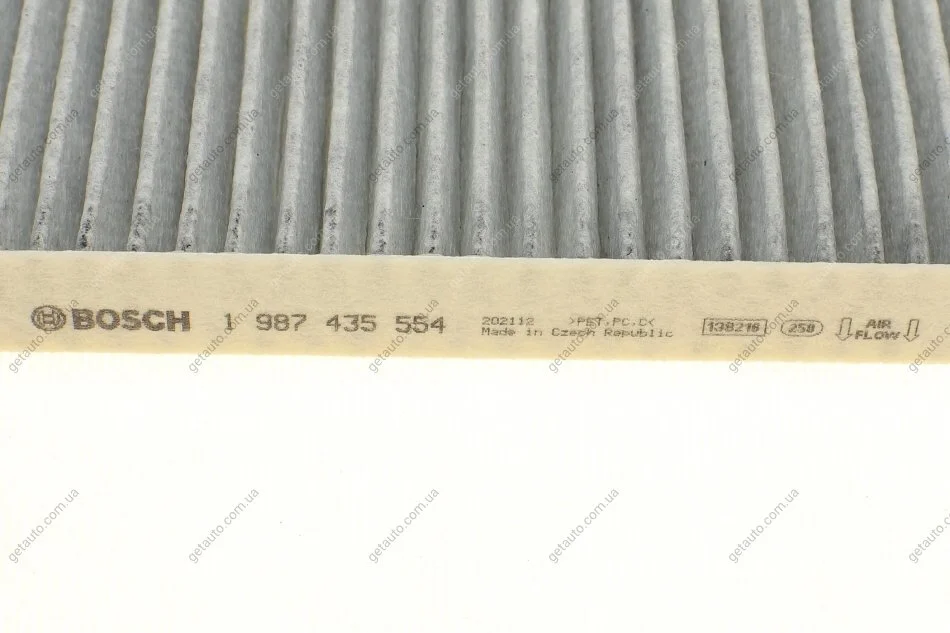 BOSCH 1 987 435 554
202112 >PET,PC,C<
Made in Czech Republic
138216
258
AIR
FLOW
getauto.com.ua